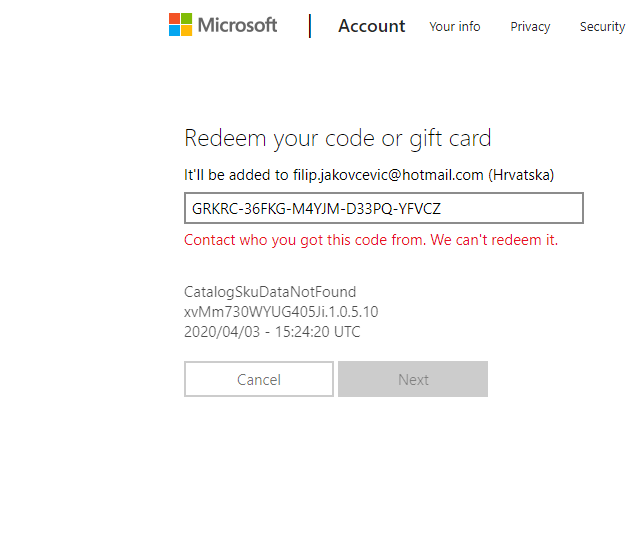 Microsoft | Account Your info Privacy Security
Redeem your code or gift card
It'll be added to filip.jakovcevic@hotmail.com (Hrvatska)
GRKRC-36FKG-M4YJM-D33PQ-YFVCZ
Contact who you got this code from. We can't redeem it.
CatalogSkuDataNotFound
xvMm730WYUG405Ji.1.0.5.10
2020/04/03 - 15:24:20 UTC
Cancel Next